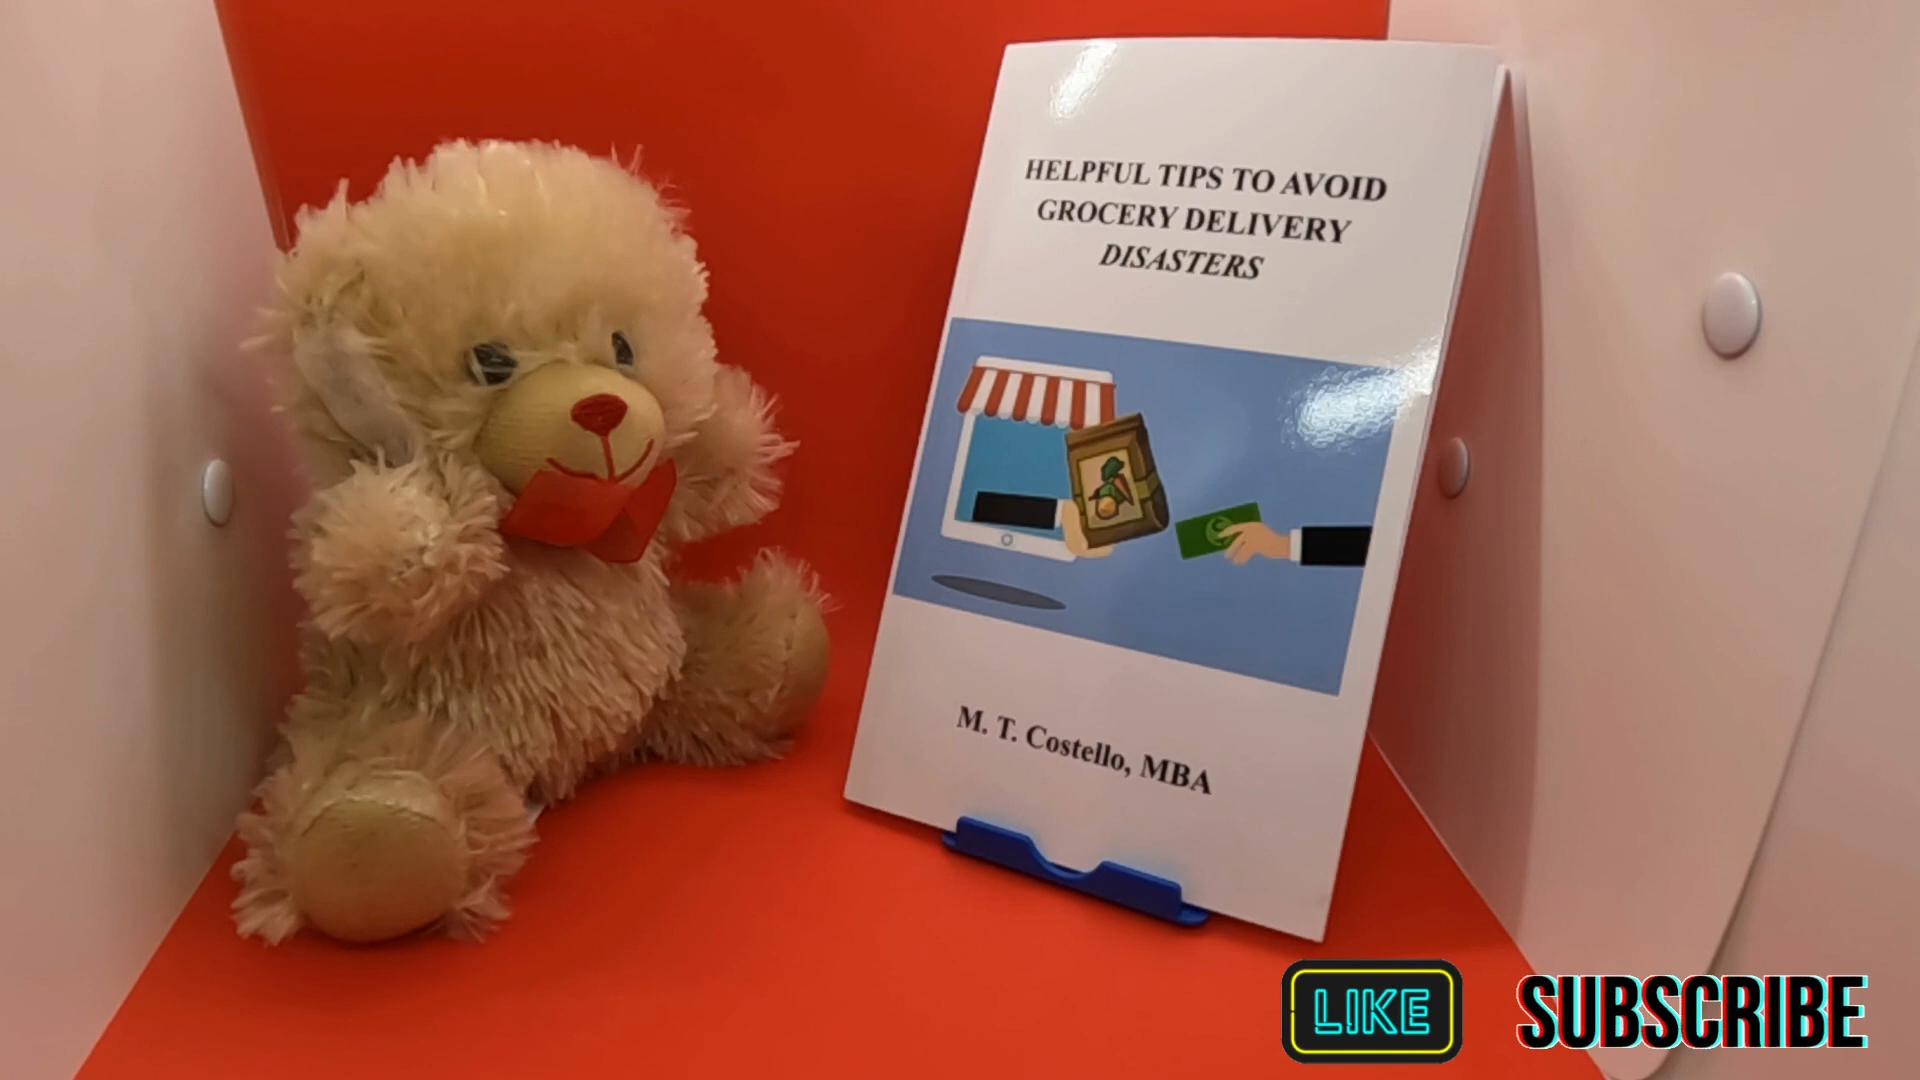 HELPFUL TIPS TO AVOID
GROCERY DELIVERY
DISASTERS
M. T. Costello, MBA
LIKE
SUBSCRIBE